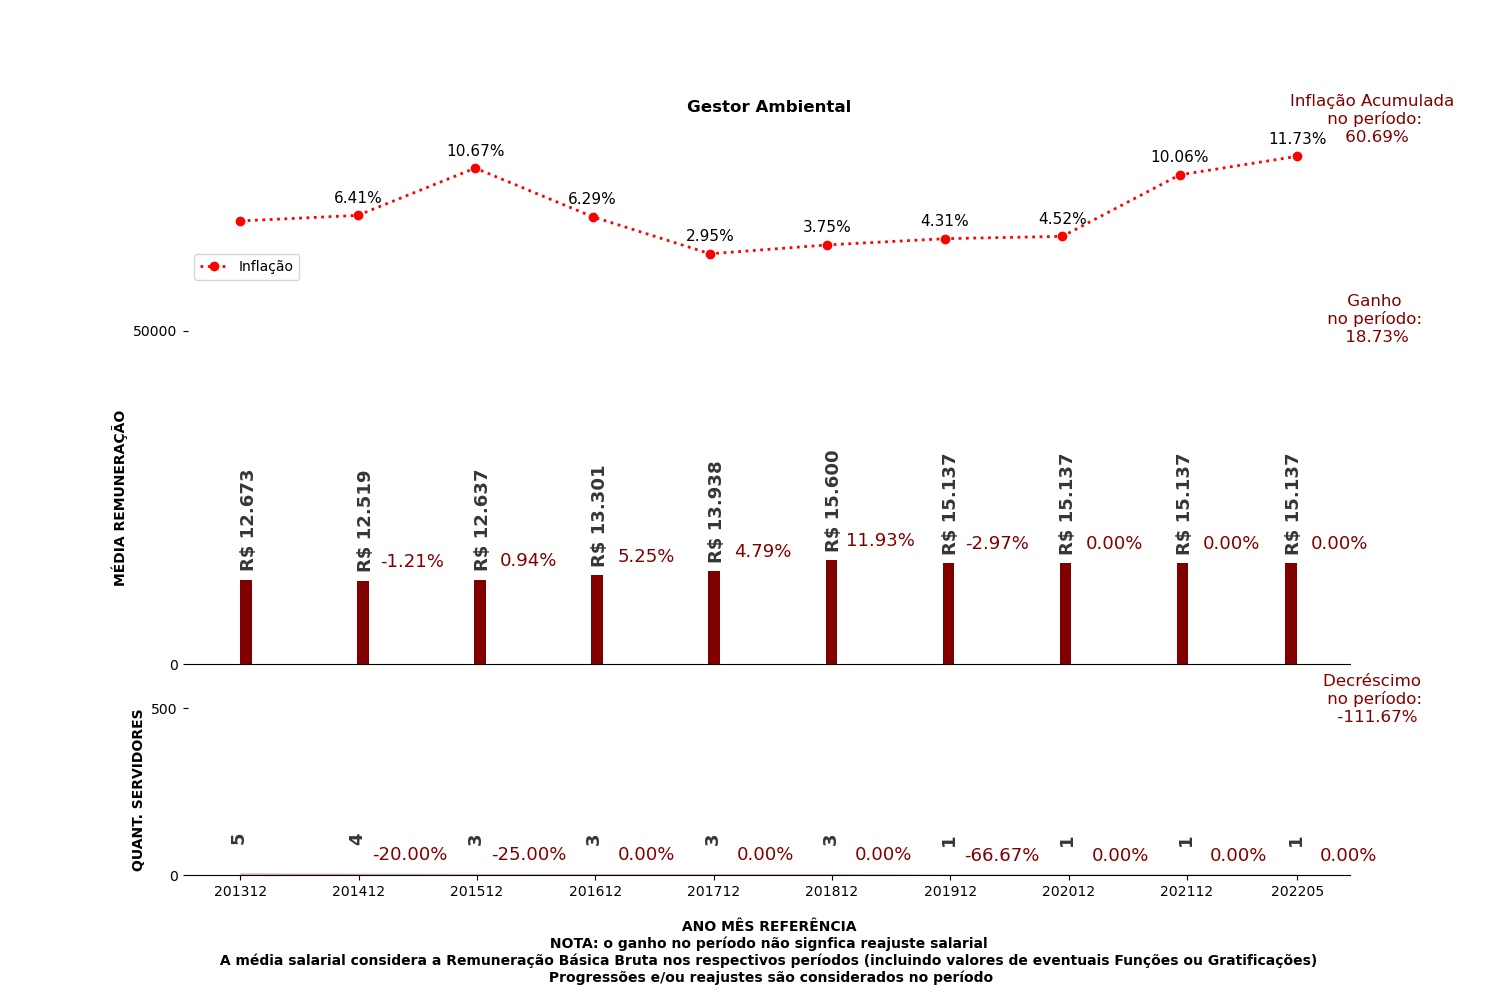 Gestor Ambiental
Inflação Acumulada
no período:
60.69%
6.41%
10.67%
6.29%
2.95%
3.75%
4.31%
4.52%
10.06%
11.73%
Inflação
Ganho
no período:
18.73%
50000
0
MÉDIA REMUNERAÇÃO
R$ 12.673
R$ 12.519
R$ 12.637
R$ 13.301
R$ 13.938
R$ 15.600
R$ 15.137
R$ 15.137
R$ 15.137
R$ 15.137
-1.21%
0.94%
5.25%
4.79%
11.93%
-2.97%
0.00%
0.00%
0.00%
Decréscimo
no período:
-111.67%
500
0
QUANT. SERVIDORES
5
4
3
3
3
3
1
1
1
1
-20.00%
-25.00%
0.00%
0.00%
0.00%
-66.67%
0.00%
0.00%
0.00%
201312
201412
201512
201612
201712
201812
201912
202012
202112
202205
ANO MÊS REFERÊNCIA
NOTA: o ganho no período não signfica reajuste salarial
A média salarial considera a Remuneração Básica Bruta nos respectivos períodos (incluindo valores de eventuais Funções ou Gratificações)
Progressões e/ou reajustes são considerados no período